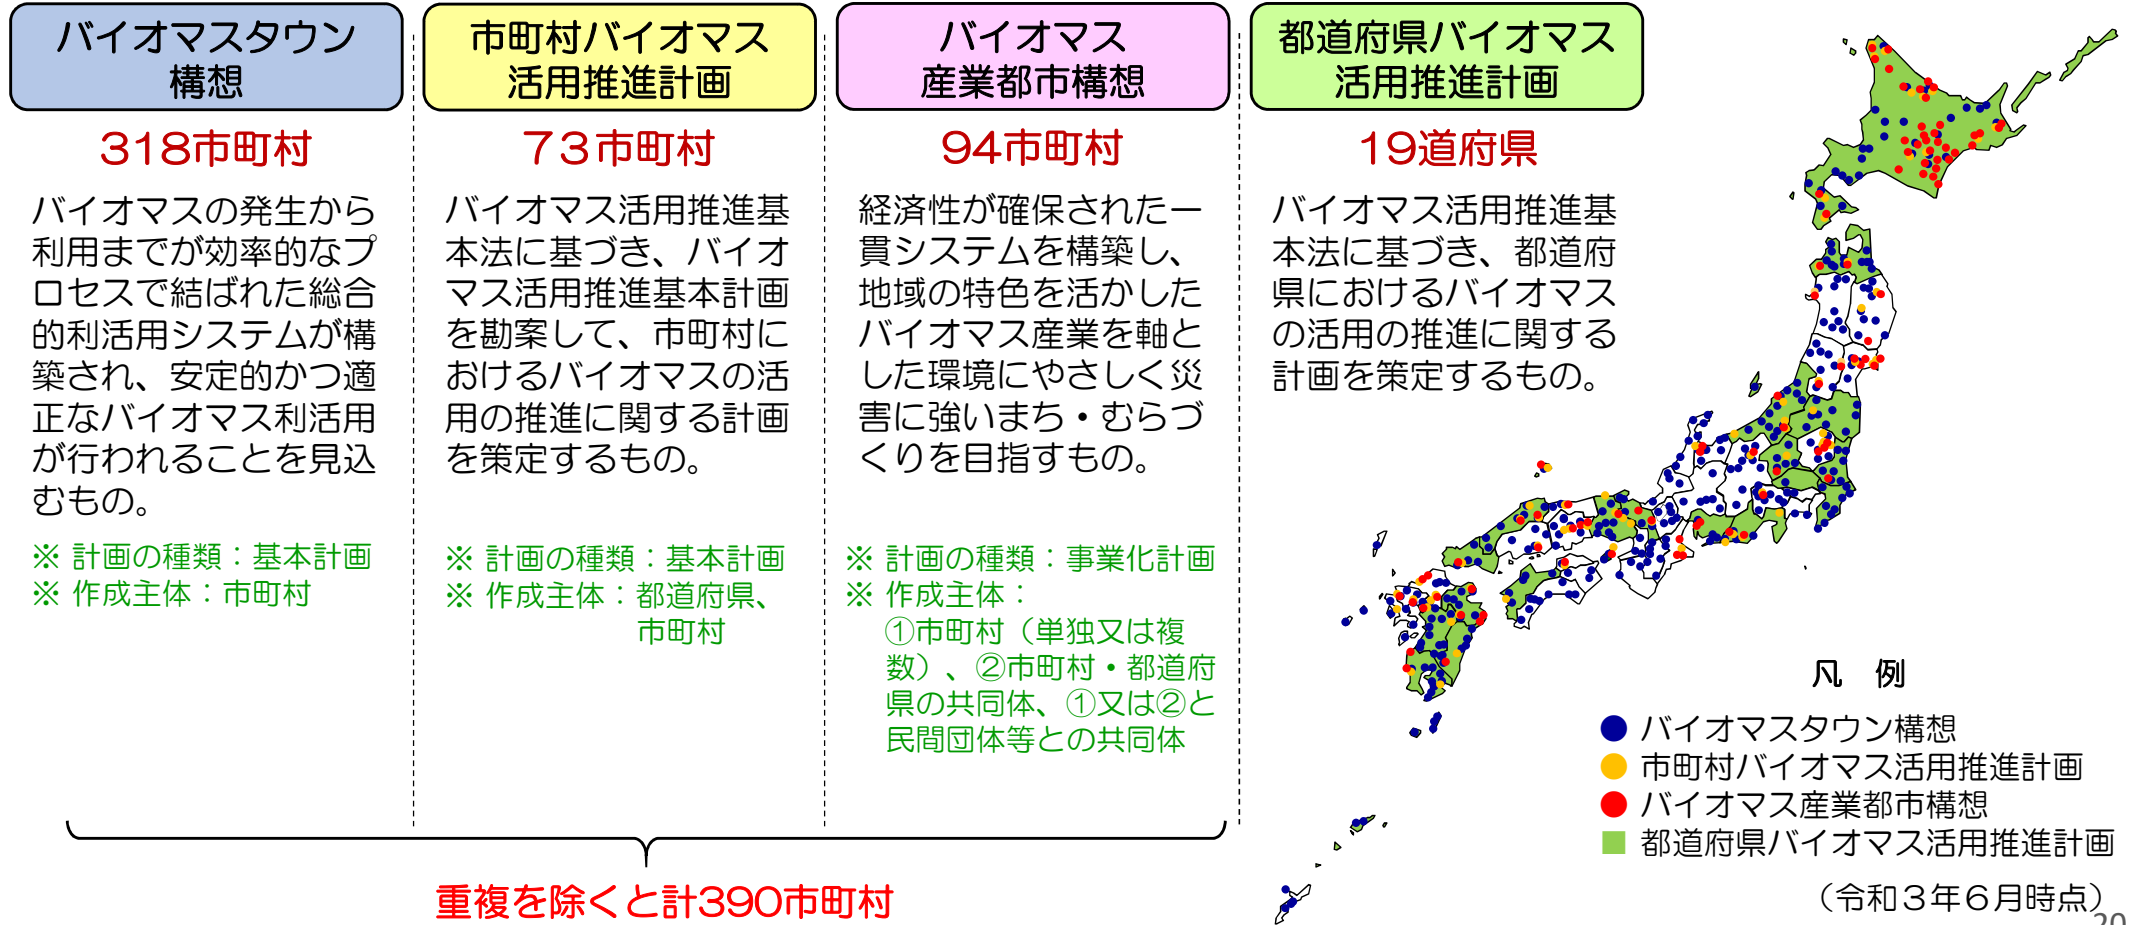 バイオマスタウン
構想
318市町村
バイオマスの発生から
利用までが効率的なプ
ロセスで結ばれた総合
的利活用システムが構
築され、安定的かつ適
正なバイオマス利活用
が行われることを見込
むもの。
※ 計画の種類：基本計画
※ 作成主体：市町村
市町村バイオマス
活用推進計画
７３市町村
バイオマス活用推進基
本法に基づき、バイオ
マス活用推進基本計画
を勘案して、市町村に
おけるバイオマスの活
用の推進に関する計画
を策定するもの。
※ 計画の種類：基本計画
※ 作成主体：都道府県、
市町村
バイオマス
産業都市構想
94市町村
経済性が確保された一
貫システムを構築し、
地域の特色を活かした
バイオマス産業を軸と
した環境にやさしく災
害に強いまち・むらづ
くりを目指すもの。
※ 計画の種類：事業化計画
※ 作成主体：
①市町村（単独又は複
数）、②市町村・都道府
県の共同体、①又は②と
民間団体等との共同体
都道府県バイオマス
活用推進計画
19道府県
バイオマス活用推進基
本法に基づき、都道府
県におけるバイオマス
の活用の推進に関する
計画を策定するもの。
重複を除くと計390市町村
凡 例
バイオマスタウン構想
市町村バイオマス活用推進計画
バイオマス産業都市構想
都道府県バイオマス活用推進計画
（令和３年６月時点）
20